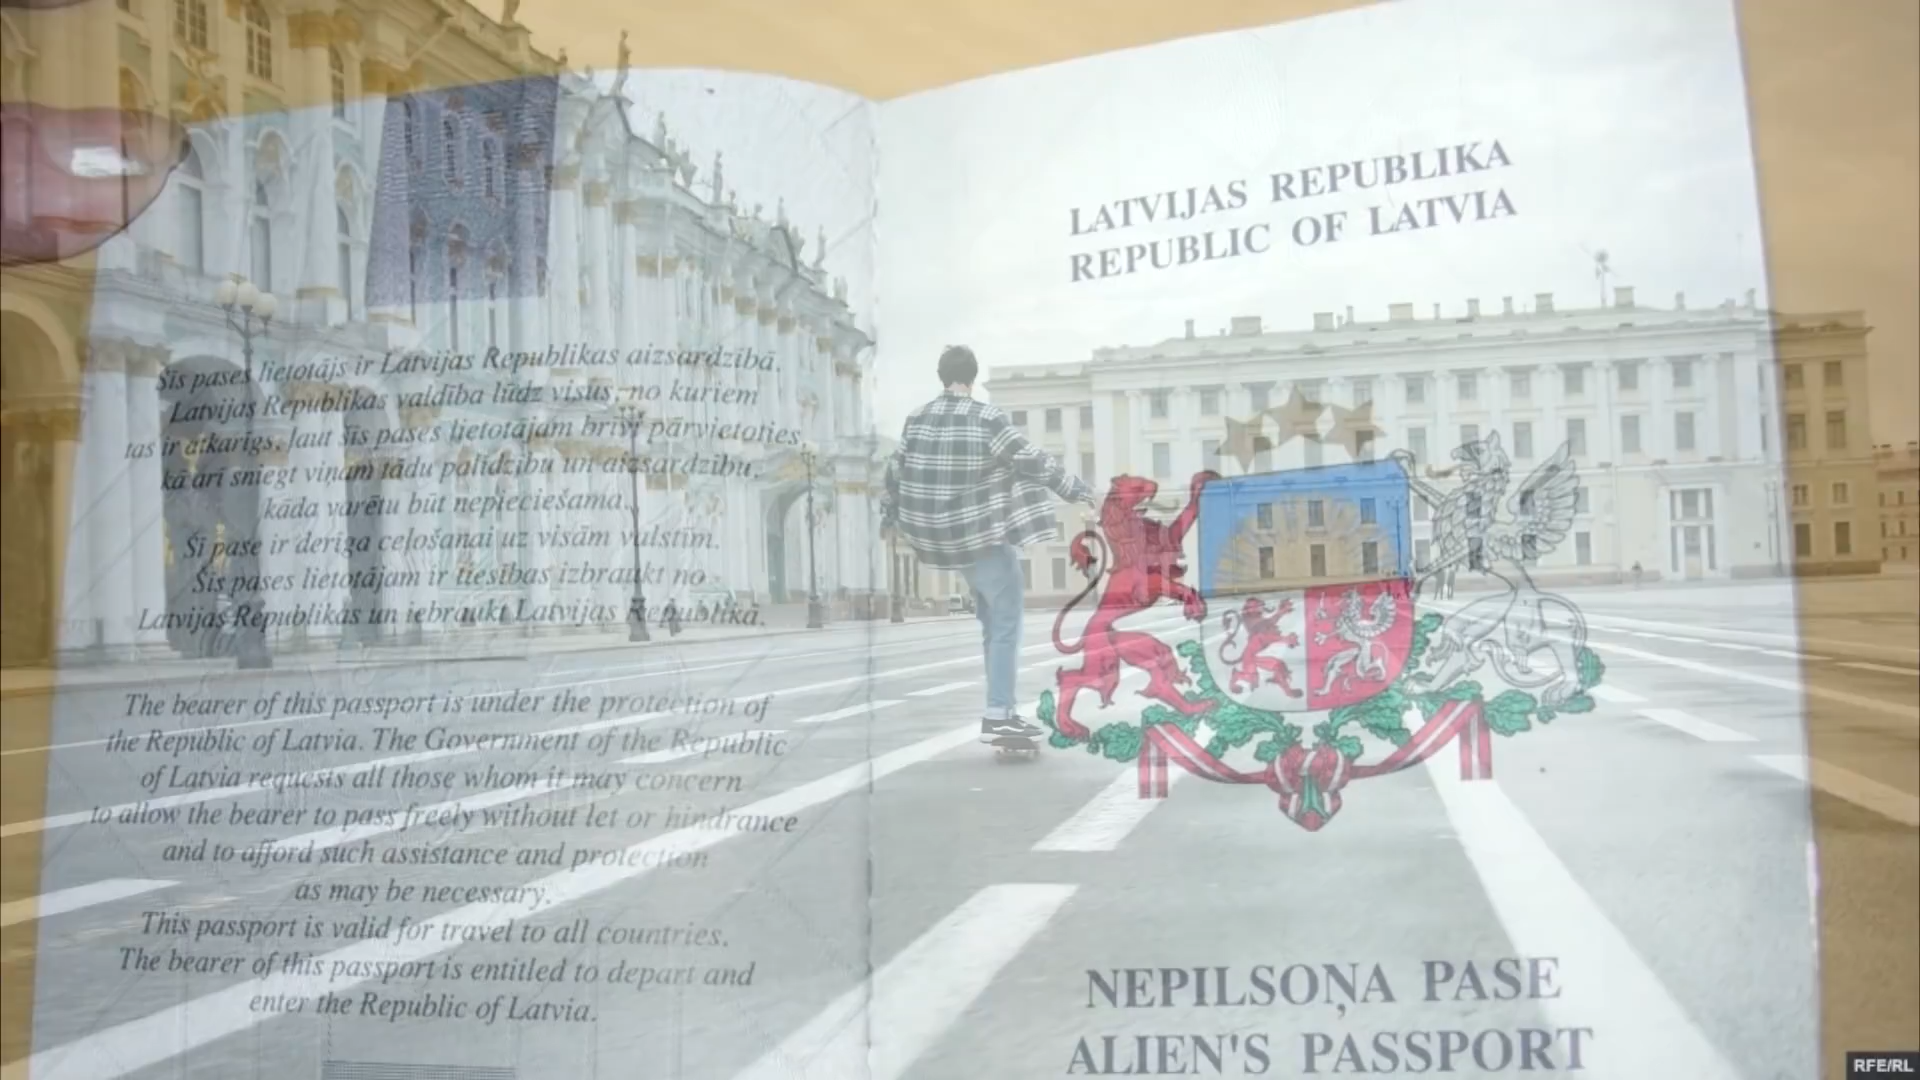 Šīs pases lietotājs ir Latvijas Republikas aizsardzībā.
Latvijas Republikas valdība lūdz visus, no kuriem
tas ir atkarīgs, ļaut šīs pases lietotājam brīvi pārvietoties,
kā arī sniegt viņam tādu palīdzību un aizsardzību,
kāda varētu būt nepieciešama.
Šī pase ir derīga ceļošanai uz visām valstīm.
Šīs pases lietotājam ir tiesības izbraukt no
Latvijas Republikas un iebraukt Latvijas Republikā.
The bearer of this passport is under the protection of
the Republic of Latvia. The Government of the Republic
of Latvia requests all those whom it may concern
to allow the bearer to pass freely without let or hindrance
and to afford such assistance and protection
as may be necessary.
This passport is valid for travel to all countries.
The bearer of this passport is entitled to depart and
enter the Republic of Latvia.
LATVIJAS REPUBLIKA
REPUBLIC OF LATVIA
NEPILSOŅA PASE
ALIEN'S PASSPORT
RFE/RL